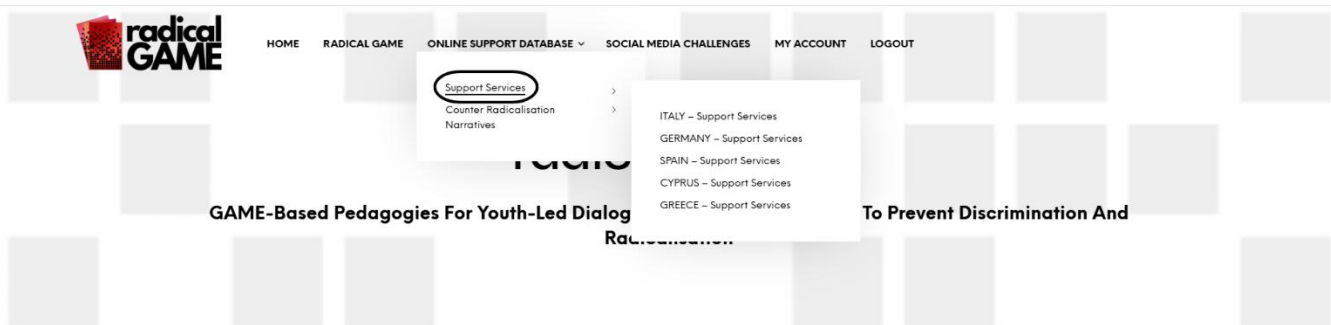 radical
GAME
HOME RADICAL GAME ONLINE SUPPORT DATABASE SOCIAL MEDIA CHALLENGES MY ACCOUNT LOGOUT
Support Services
Counter Radicalisation
Narratives
ITALY – Support Services
GERMANY – Support Services
SPAIN – Support Services
CYPRUS – Support Services
GREECE – Support Services
GAME-Based Pedagogies For Youth-Led To Prevent Discrimination And